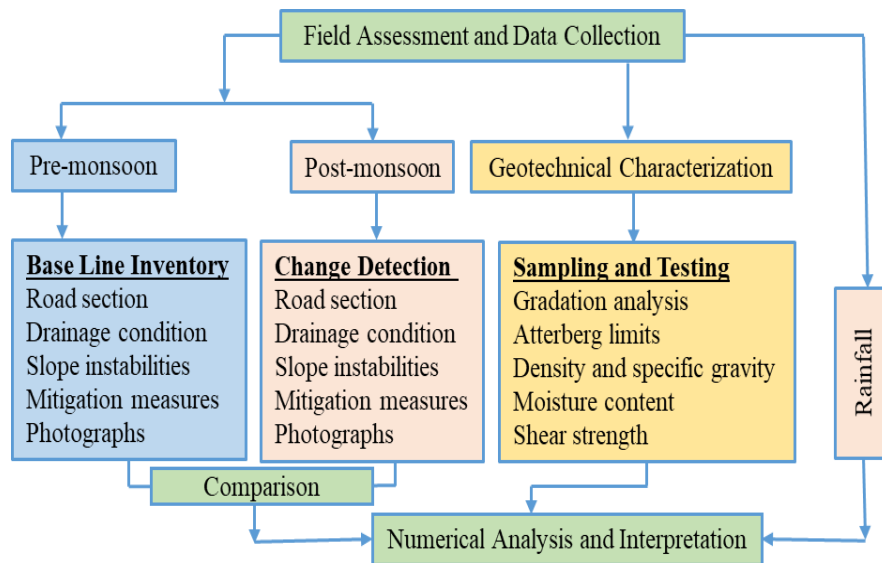 Field Assessment and Data Collection
Pre-monsoon
Post-monsoon
Geotechnical Characterization
Base Line Inventory
Road section
Drainage condition
Slope instabilities
Mitigation measures
Photographs
Change Detection
Road section
Drainage condition
Slope instabilities
Mitigation measures
Photographs
Sampling and Testing
Gradation analysis
Atterberg limits
Density and specific gravity
Moisture content
Shear strength
Rainfall
Comparison
Numerical Analysis and Interpretation